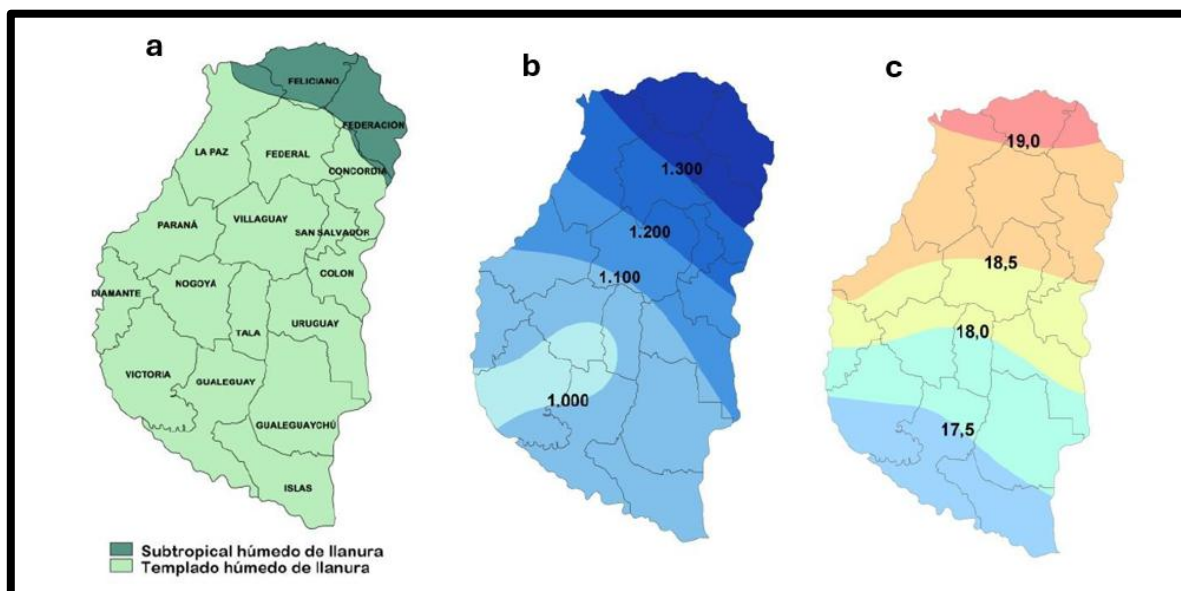 a
FELICIANO
FEDERACIÓN
LA PAZ
FEDERAL
CONCORDIA
PARANÁ
VILLAGUAY
SAN SALVADOR
COLON
NOGOYÁ
DIAMANTE
URUGUAY
TALA
VICTORIA
GUALEGUAY
GUALEGUAYCHÚ
ISLAS
Subtropical húmedo de llanura
Templado húmedo de llanura
b
1.300
1.200
1.100
1.000
c
19,0
18,5
18,0
17,5